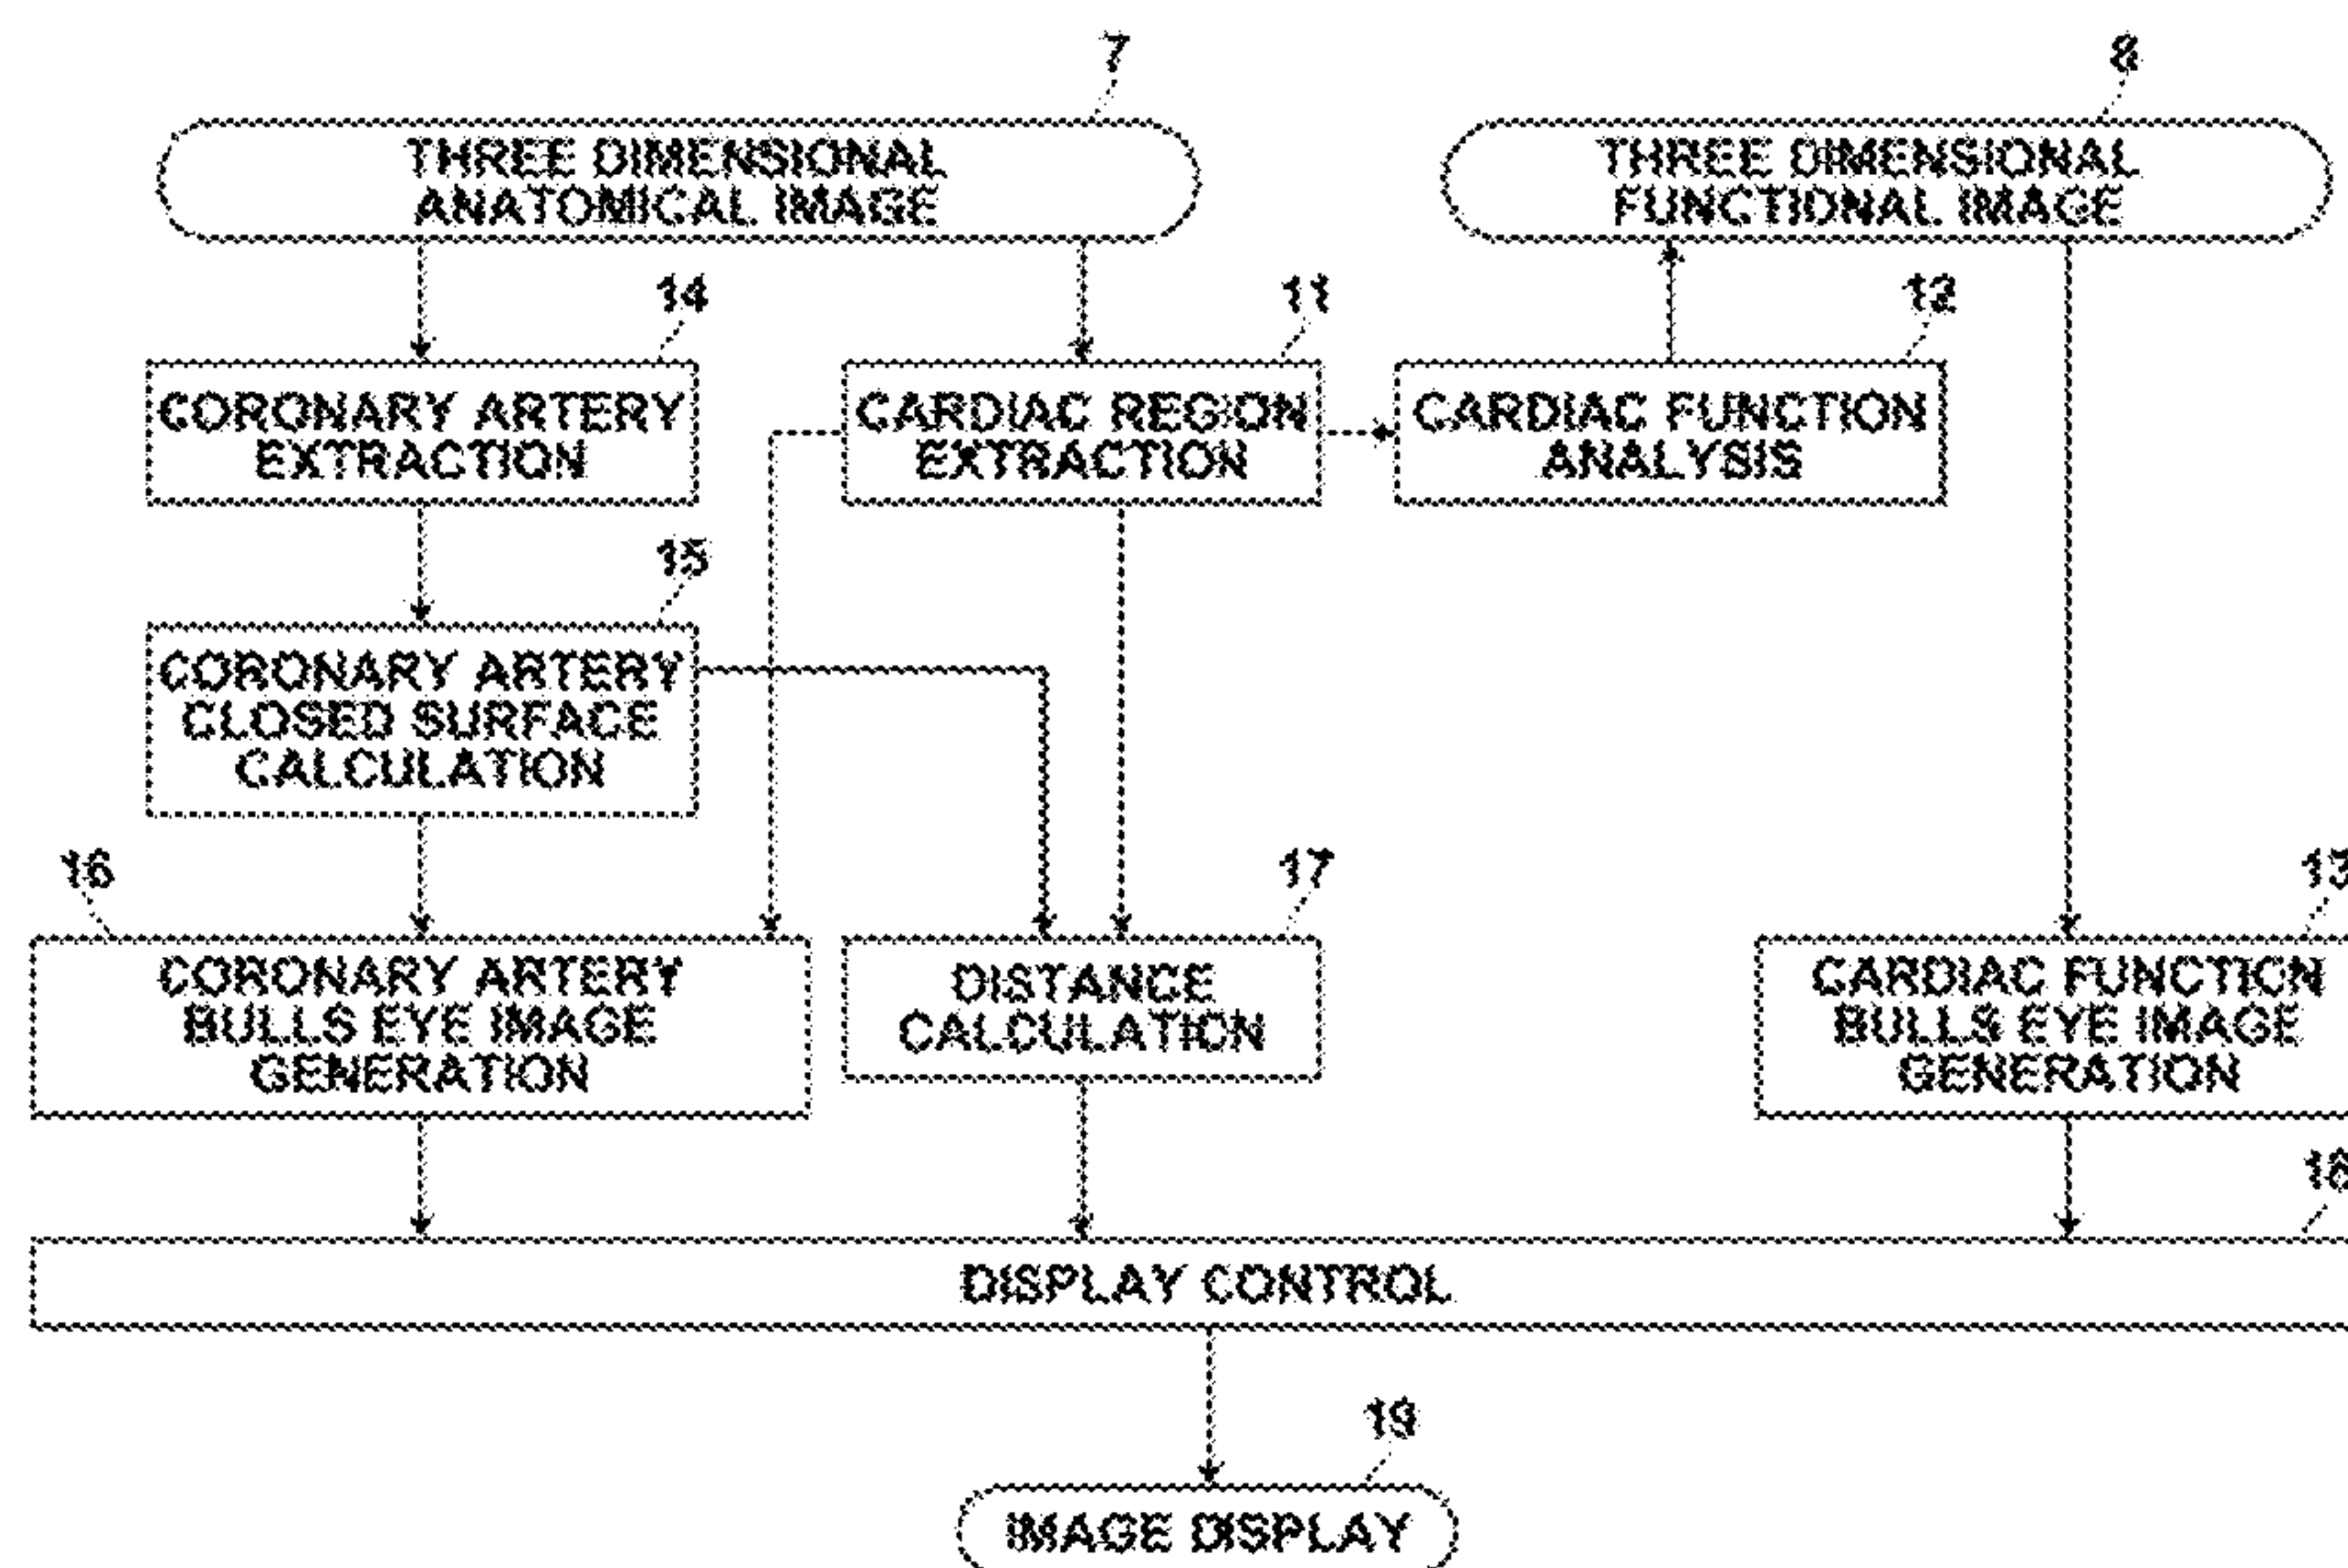 7
8
THREE DIMENSIONAL
ANATOMICAL IMAGE
THREE DIMENSIONAL
FUNCTIONAL IMAGE
14
11
12
CORONARY ARTERY
EXTRACTION
CARDIAC REGION
EXTRACTION
CARDIAC FUNCTION
ANALYSIS
15
CORONARY ARTERY
CLOSED SURFACE
CALCULATION
16
17
13
CORONARY ARTERY
BULLS EYE IMAGE
GENERATION
DISTANCE
CALCULATION
CARDIAC FUNCTION
BULLS EYE IMAGE
GENERATION
18
DISPLAY CONTROL
19
IMAGE DISPLAY